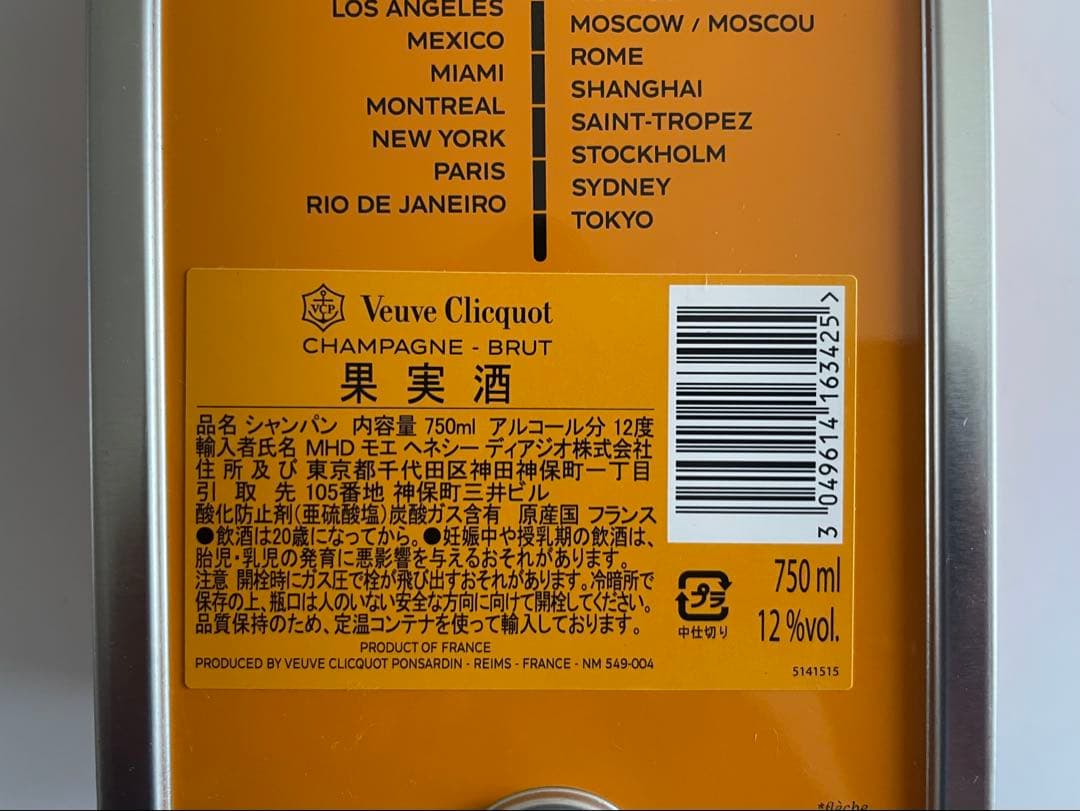 LOS ANGELES
MEXICO
MIAMI
MONTREAL
NEW YORK
PARIS
RIO DE JANEIRO
MOSCOW / MOSCOU
ROME
SHANGHAI
SAINT-TROPEZ
STOCKHOLM
SYDNEY
TOKYO
VCP
Veuve Clicquot
CHAMPAGNE - BRUT
果実酒
品名 シャンパン 内容量 750ml アルコール分 12度
輸入者氏名 MHD モエ ヘネシー ディアジオ株式会社
住所及び 東京都千代田区神田神保町一丁目
引取先 105番地 神保町三井ビル
酸化防止剤(亜硫酸塩)炭酸ガス含有 原産国 フランス
●飲酒は20歳になってから。●妊娠中や授乳期の飲酒は、
胎児・乳児の発育に悪影響を与えるおそれがあります。
注意 開栓時にガス圧で栓が飛び出すおそれがあります。冷暗所で
保存の上、瓶口は人のいない安全な方向に向けて開栓してください。
品質保持のため、定温コンテナを使って輸入しております。
PRODUCT OF FRANCE
PRODUCED BY VEUVE CLICQUOT PONSARDIN - REIMS - FRANCE - NM 549-004
3 049614 163425 >
プラ
中仕切り
750 ml
12 %vol.
5141515
*flèche